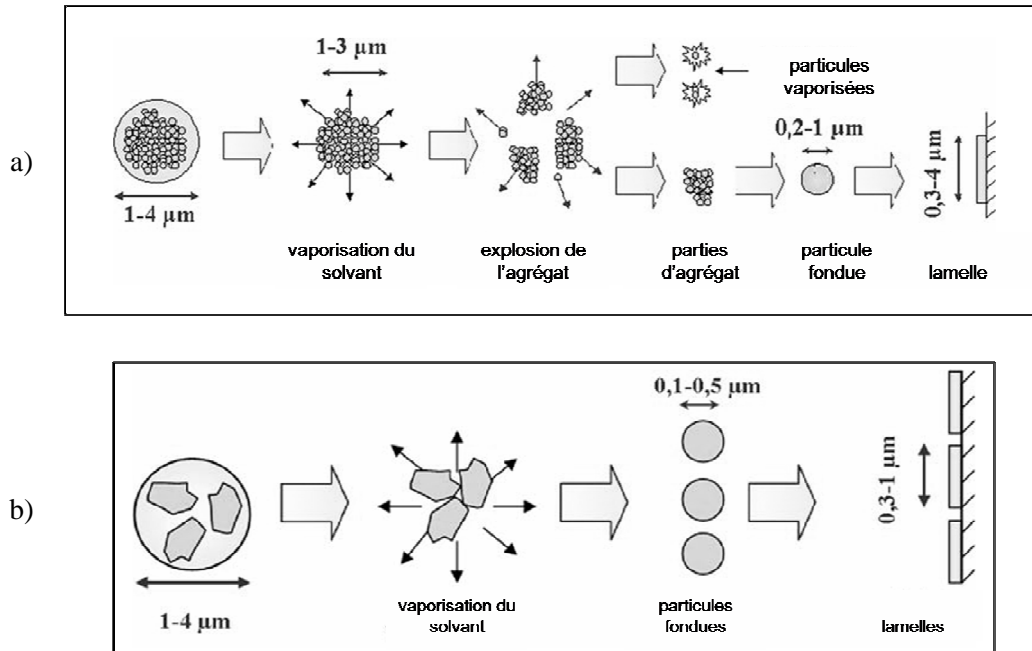 a)
1-4 µm
1-3 µm
vaporisation du
solvant
explosion de
l'agrégat
particules
vaporisées
parties
d'agrégat
0,2-1 µm
particule
fondue
0,3-4 µm
lamelle
b)
1-4 µm
vaporisation du
solvant
0,1-0,5 µm
particules
fondues
0,3-1 µm
lamelles